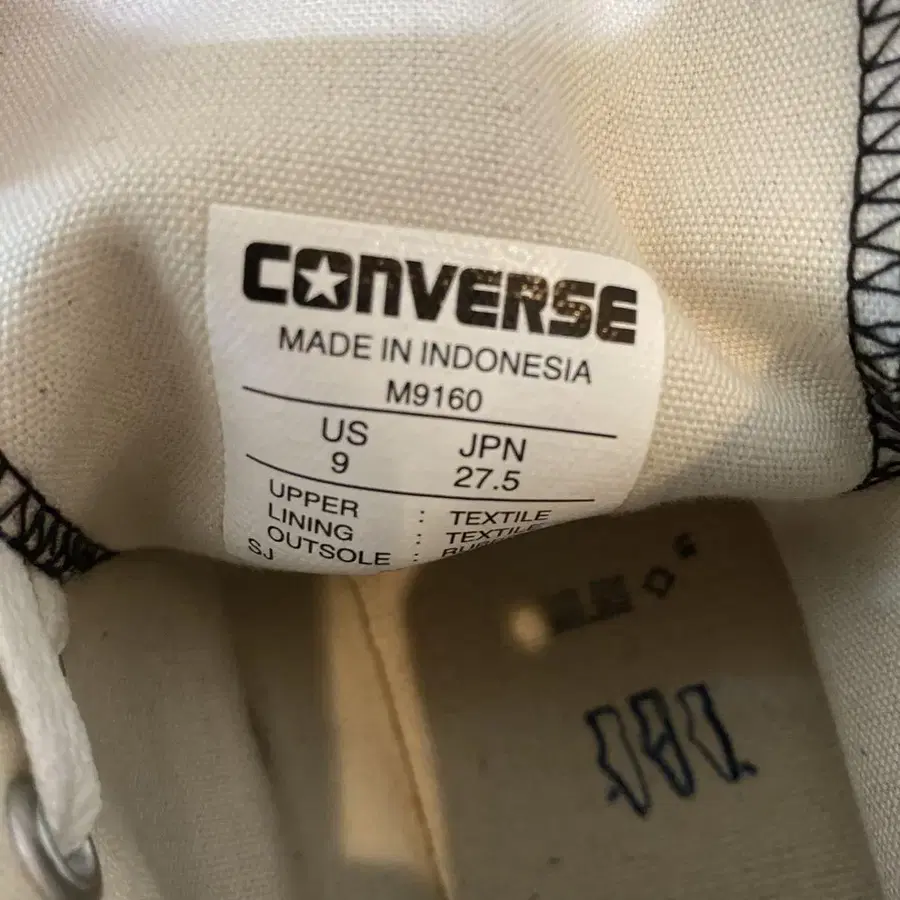 CONVERSE
MADE IN INDONESIA
M9160
US JPN
9 27.5
UPPER : TEXTILE
LINING : TEXTILE
OUTSOLE :
SJ